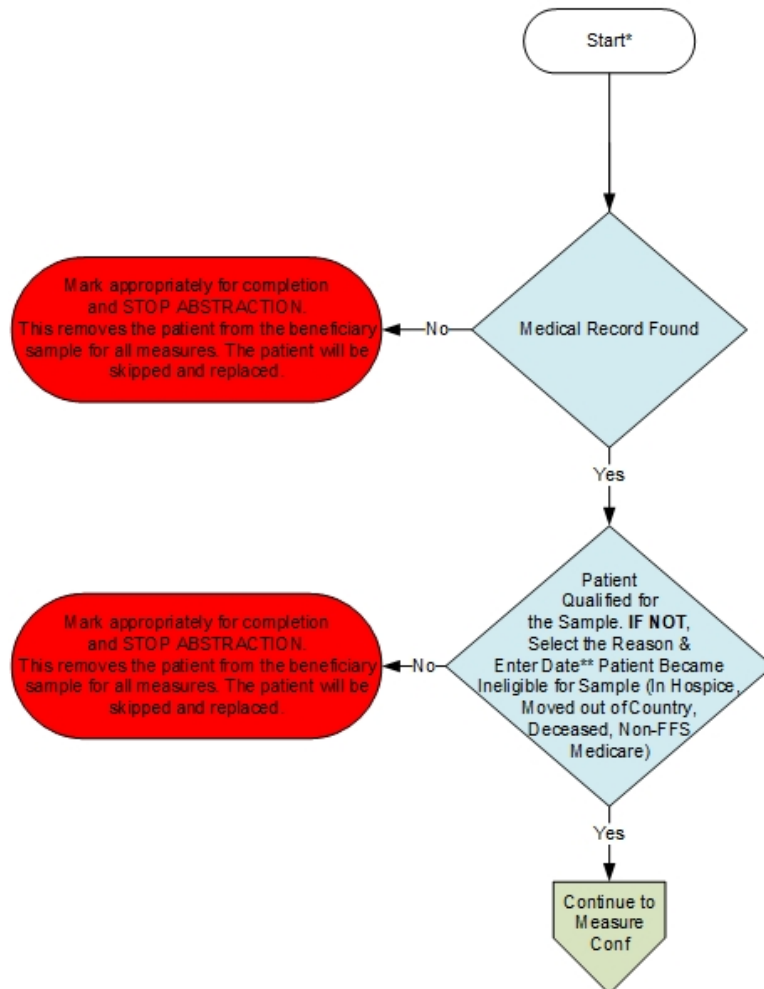 Start*
Mark appropriately for completion
and STOP ABSTRACTION.
This removes the patient from the beneficiary
sample for all measures. The patient will be
skipped and replaced.
No
Medical Record Found
Yes
Mark appropriately for completion
and STOP ABSTRACTION.
This removes the patient from the beneficiary
sample for all measures. The patient will be
skipped and replaced.
No
Patient
Qualified for
the Sample. IF NOT,
Select the Reason &
Enter Date** Patient Became
Ineligible for Sample (In Hospice,
Moved out of Country,
Deceased, Non-FFS
Medicare)
Yes
Continue to
Measure
Conf